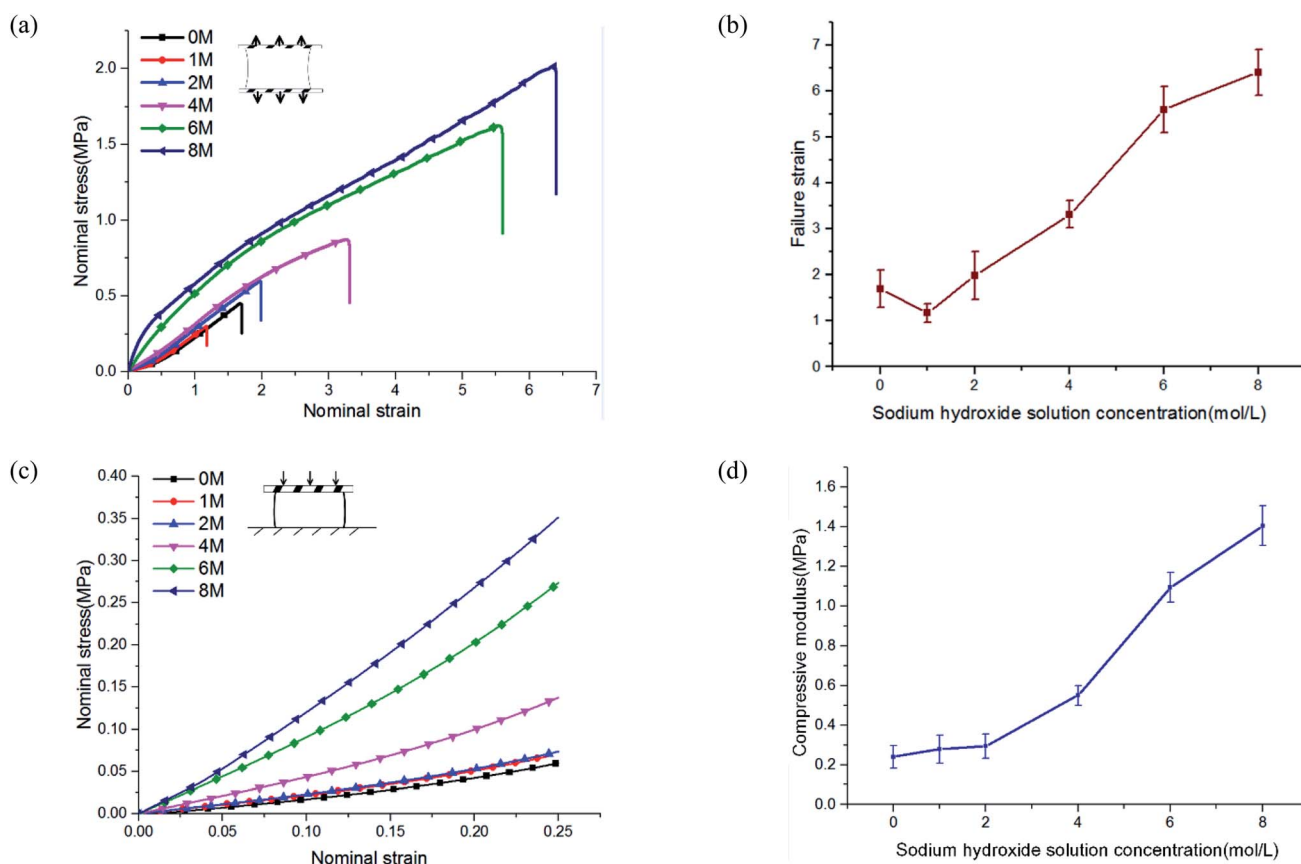 (a)
0M
1M
2M
4M
6M
8M
Nominal stress(MPa)
2.0
1.5
1.0
0.5
0.0
0 1 2 3 4 5 6 7
Nominal strain
(b)
Failure strain
7
6
5
4
3
2
1
0
0 2 4 6 8
Sodium hydroxide solution concentration(mol/L)
(c)
0M
1M
2M
4M
6M
8M
Nominal stress(MPa)
0.40
0.35
0.30
0.25
0.20
0.15
0.10
0.05
0.00
0.00 0.05 0.10 0.15 0.20 0.25
Nominal strain
(d)
Compressive modulus(MPa)
1.6
1.4
1.2
1.0
0.8
0.6
0.4
0.2
0.0
0 2 4 6 8
Sodium hydroxide solution concentration(mol/L)